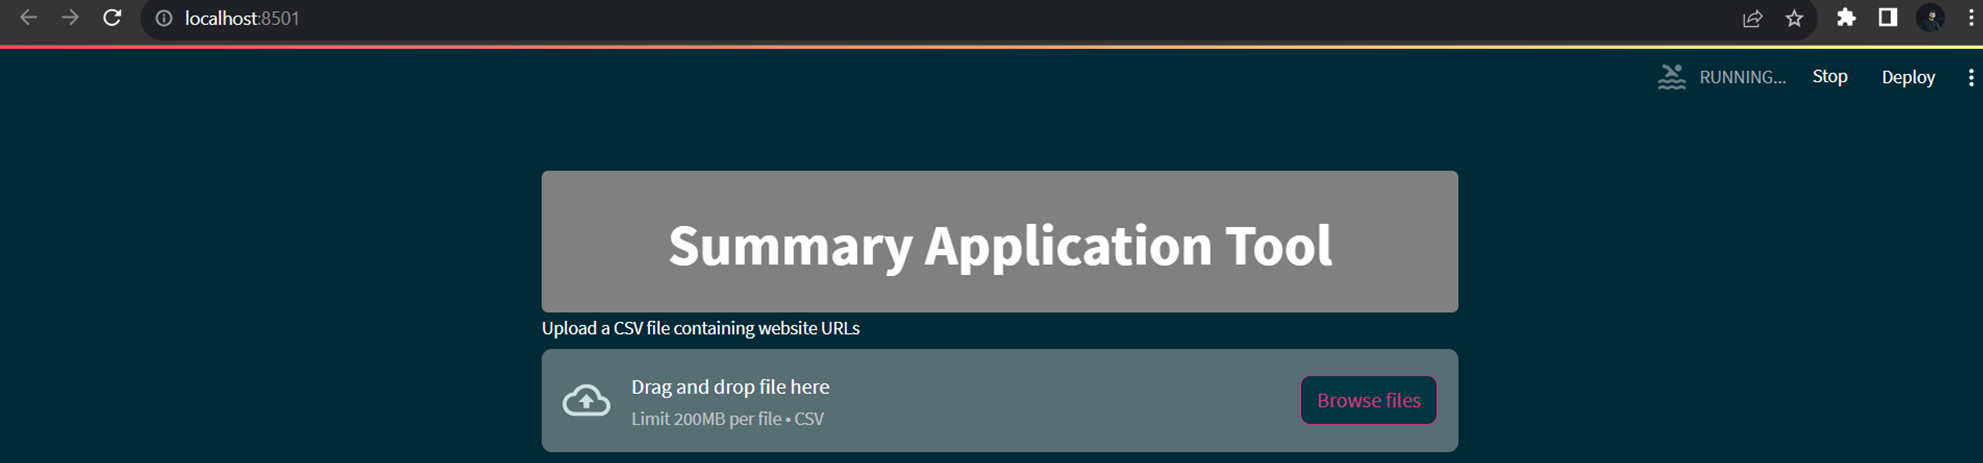 localhost:8501
RUNNING... Stop Deploy
Summary Application Tool
Upload a CSV file containing website URLs
Drag and drop file here
Limit 200MB per file • CSV
Browse files